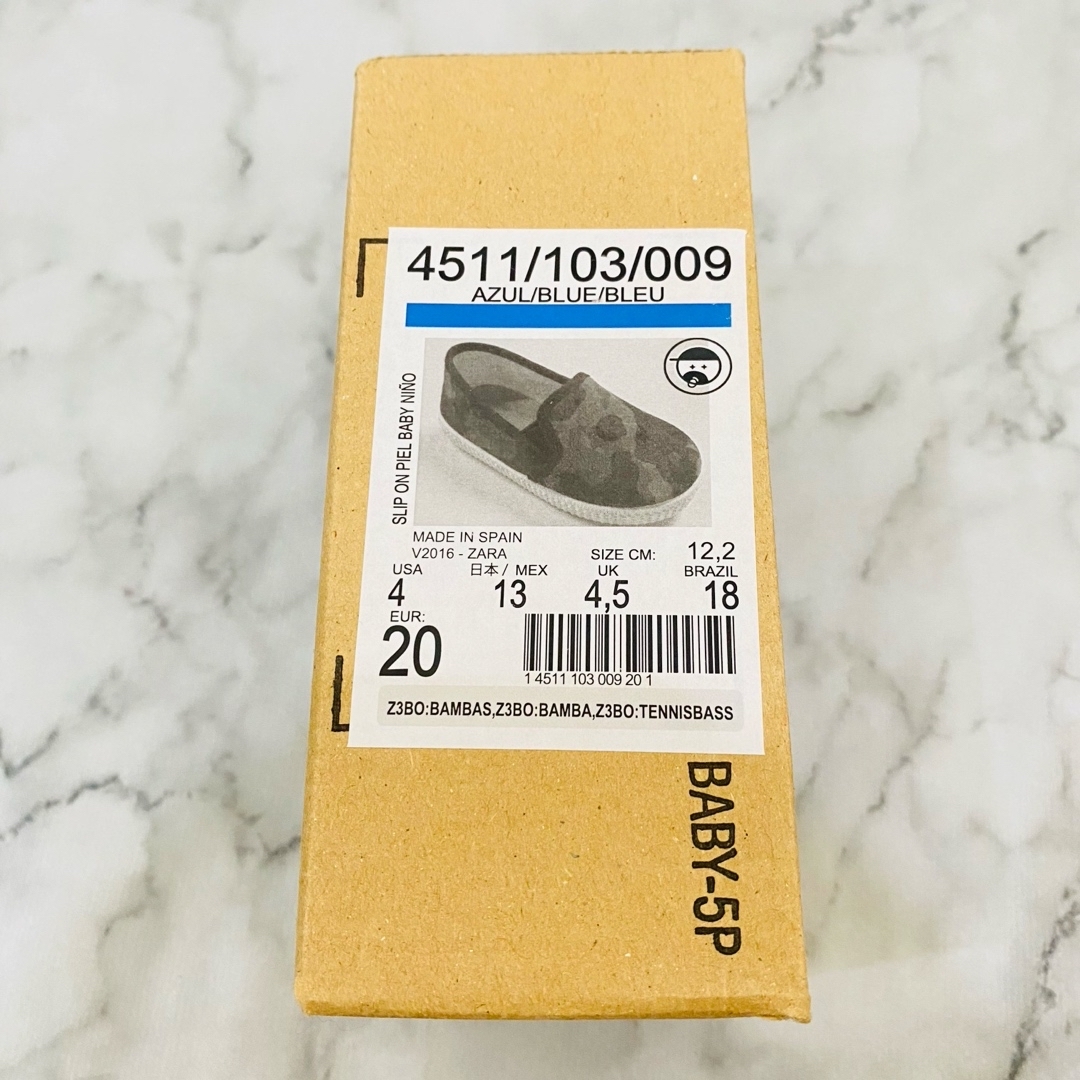 4511/103/009
AZUL/BLUE/BLEU
SLIP ON PIEL BABY NIÑO
MADE IN SPAIN
V2016 - ZARA
SIZE CM: 12,2
USA 日本/ MEX UK BRAZIL
4 13 4,5 18
EUR:
20
1 4511 103 009 20 1
Z3BO:BAMBAS,Z3BO:BAMBA,Z3BO:TENNISBASS
BABY-5P